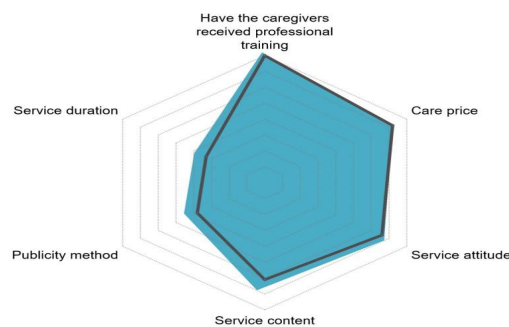 Have the caregivers
received professional
training
Service duration
Care price
Publicity method
Service attitude
Service content